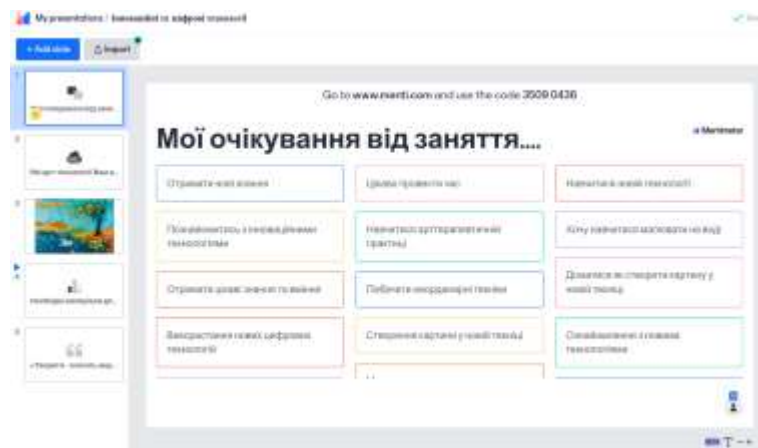 My presentations / Інноваційні та цифрові технології
+ Add slide
Import
Go to www.menti.com and use the code 3509 0436
Мої очікування від заняття....
Mentimeter
Отримати нові знання
Цікаво провести час
Навчитися новій технології
Познайомитись з інноваційними
технологіями
Навчитися арттерапевтичній
практиці
Хочу навчитися малювати на воді
Отримати цікаві знання та вміння
Побачити неординарні техніки
Дізнатися як створити картину у
новій техніці
Використання нових цифрових
технологій
Створення картини у новій техніці
Ознайомлення з новими
технологіями